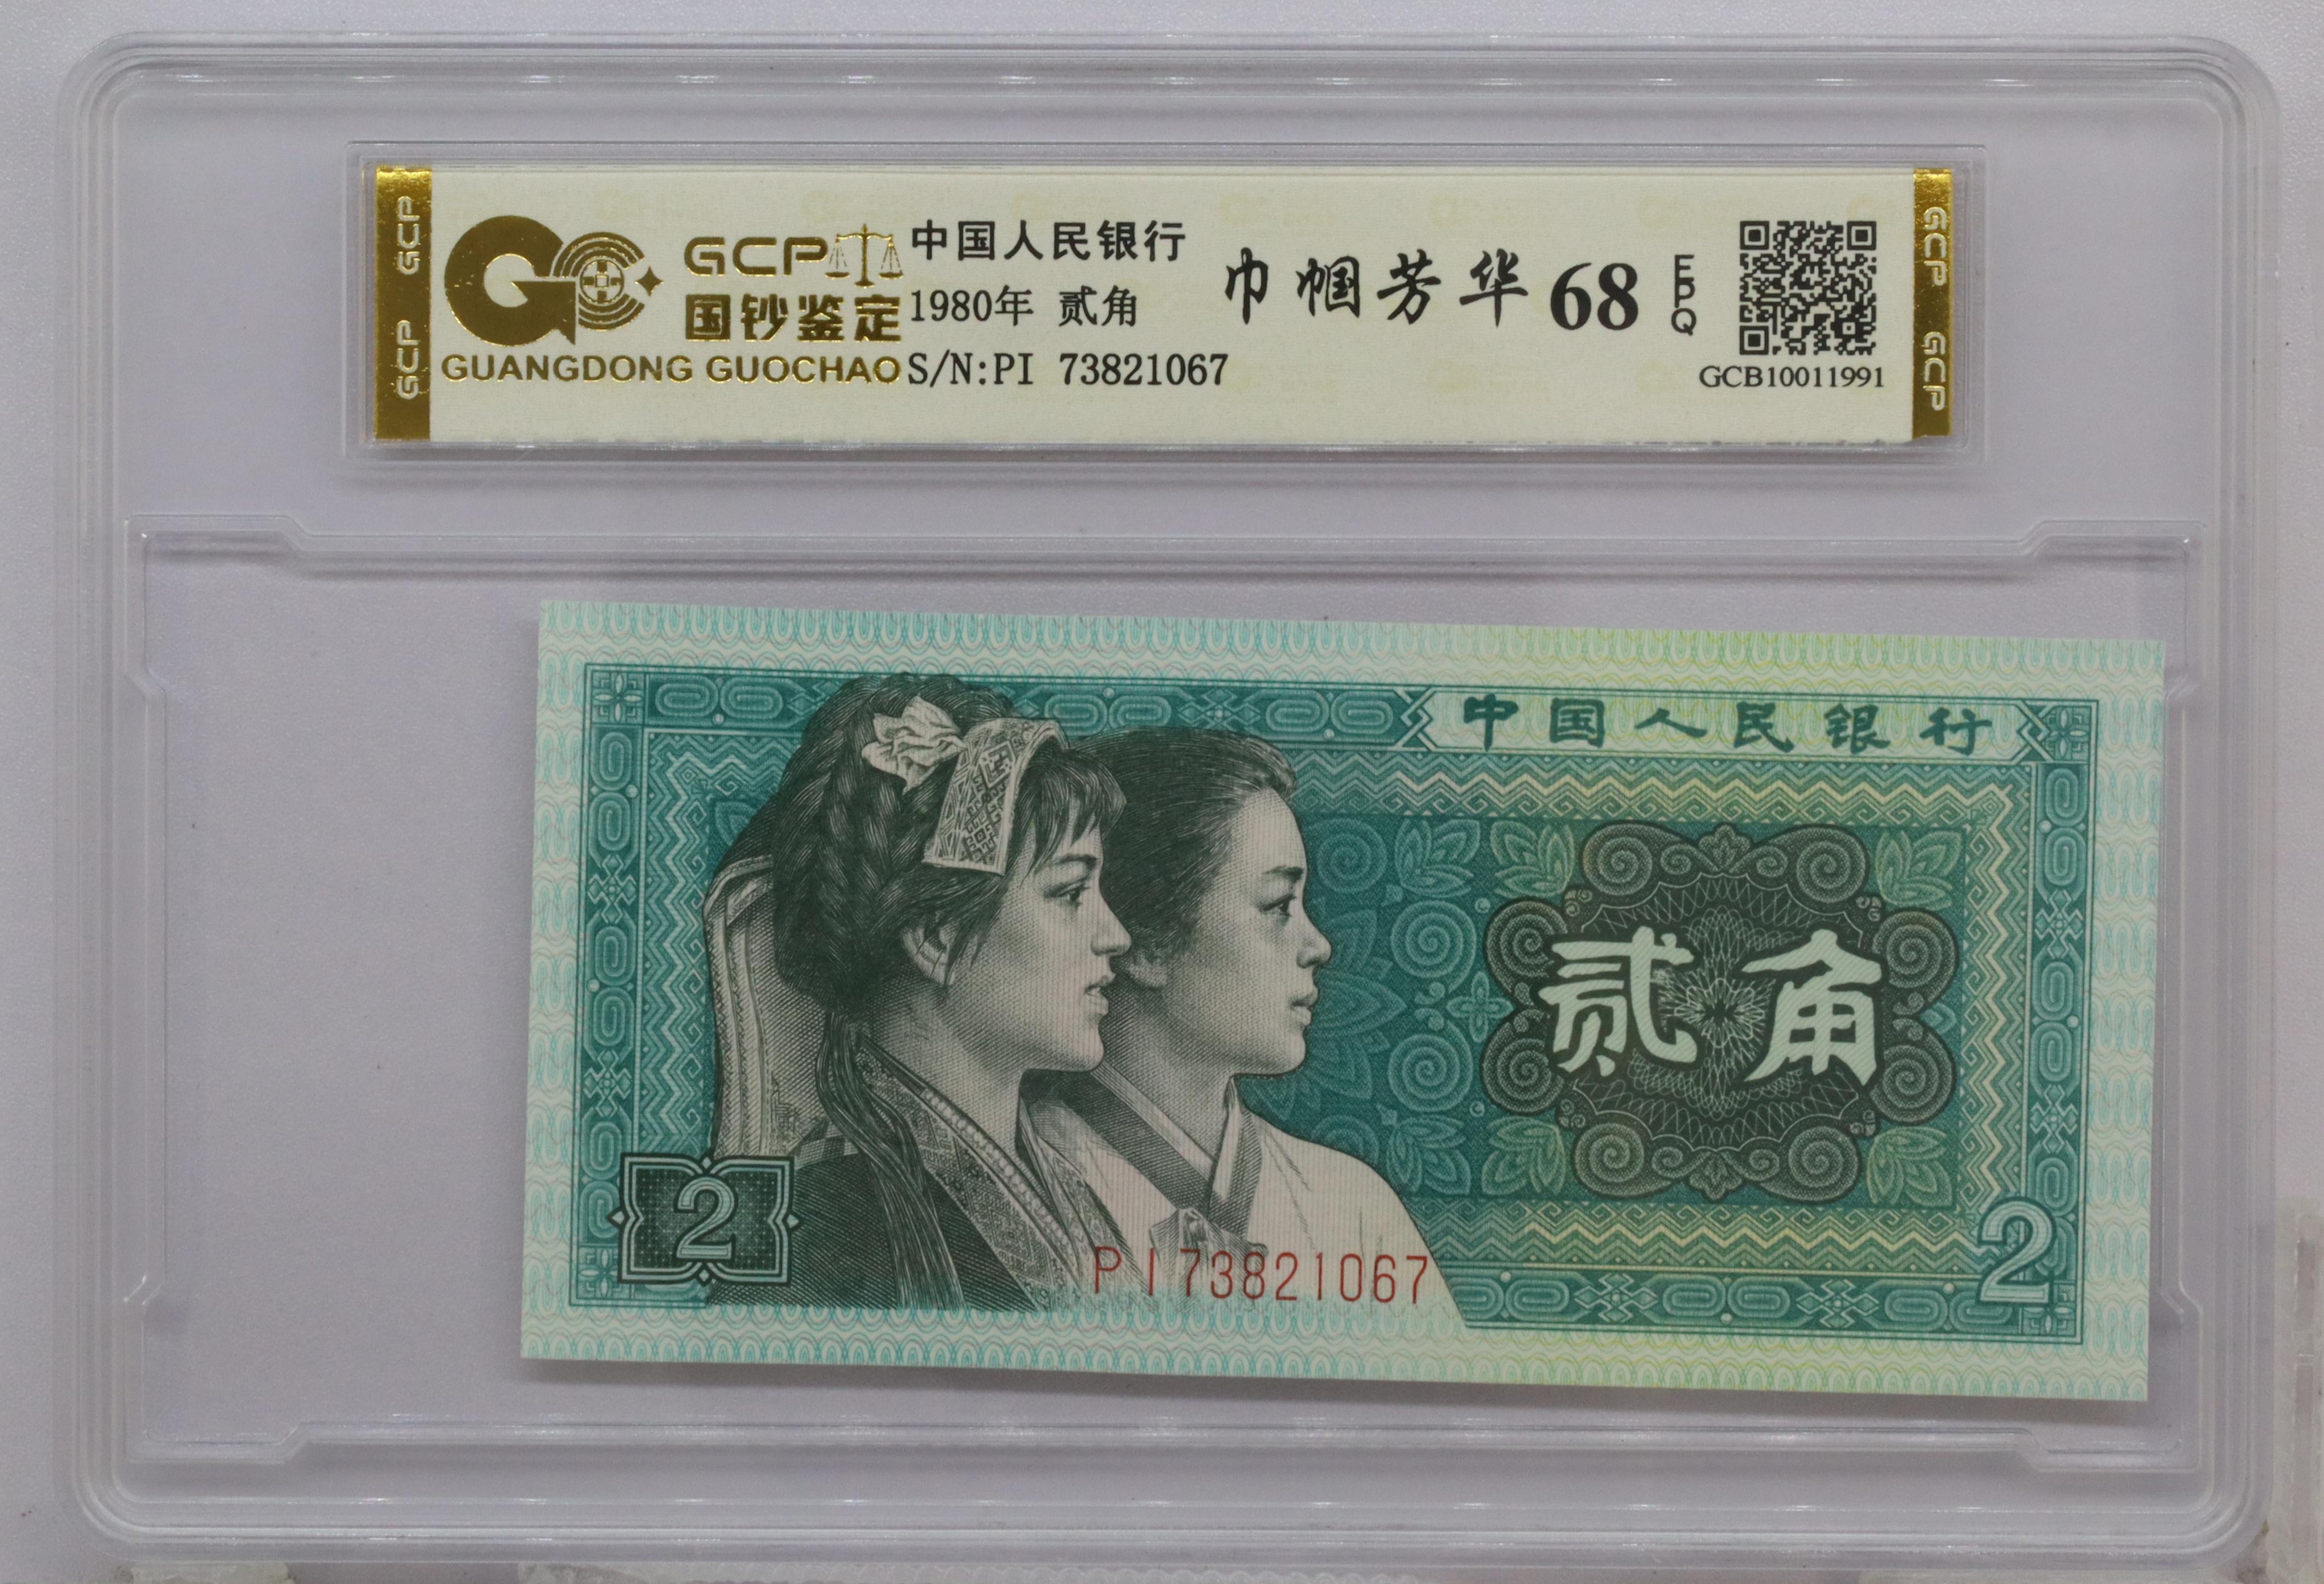 GCP GCP
GCP
国钞鉴定
GUANGDONG GUOCHAO
中国人民银行
1980年 贰角
S/N:PI 73821067
巾帼芳华 68 EPQ
GCB10011991
GCP GCP
中国人民银行
贰角
2
PI73821067
2